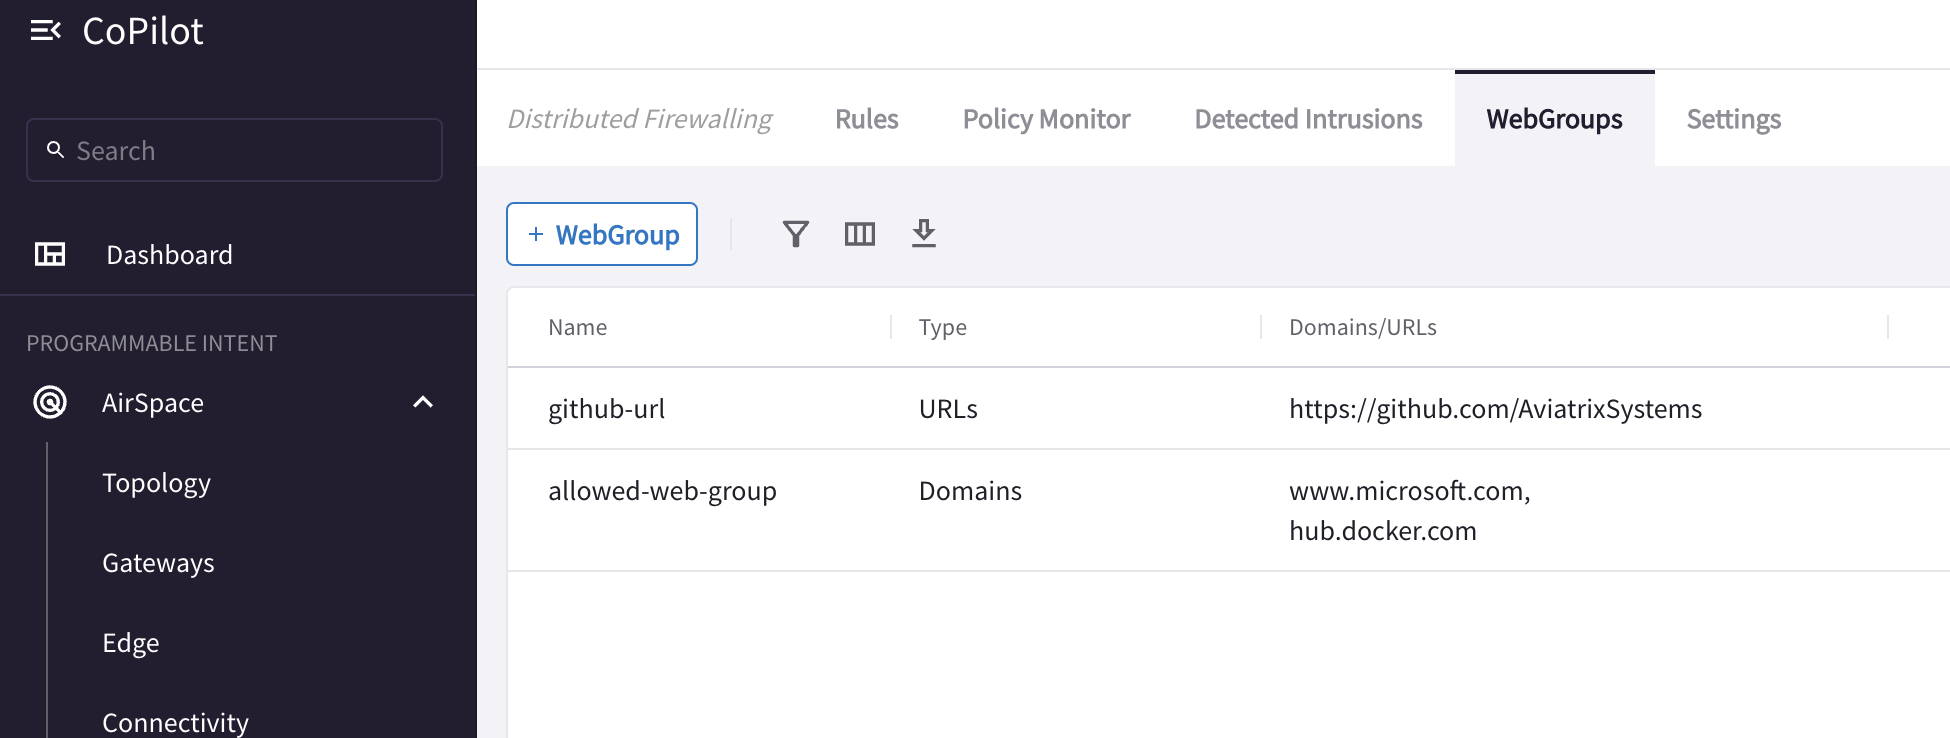 CoPilot
Search
Dashboard
PROGRAMMABLE INTENT
AirSpace
Topology
Gateways
Edge
Connectivity
Distributed Firewalling Rules Policy Monitor Detected Intrusions WebGroups Settings
+ WebGroup
Name Type Domains/URLs
github-url URLs https://github.com/AviatrixSystems
allowed-web-group Domains www.microsoft.com,
hub.docker.com